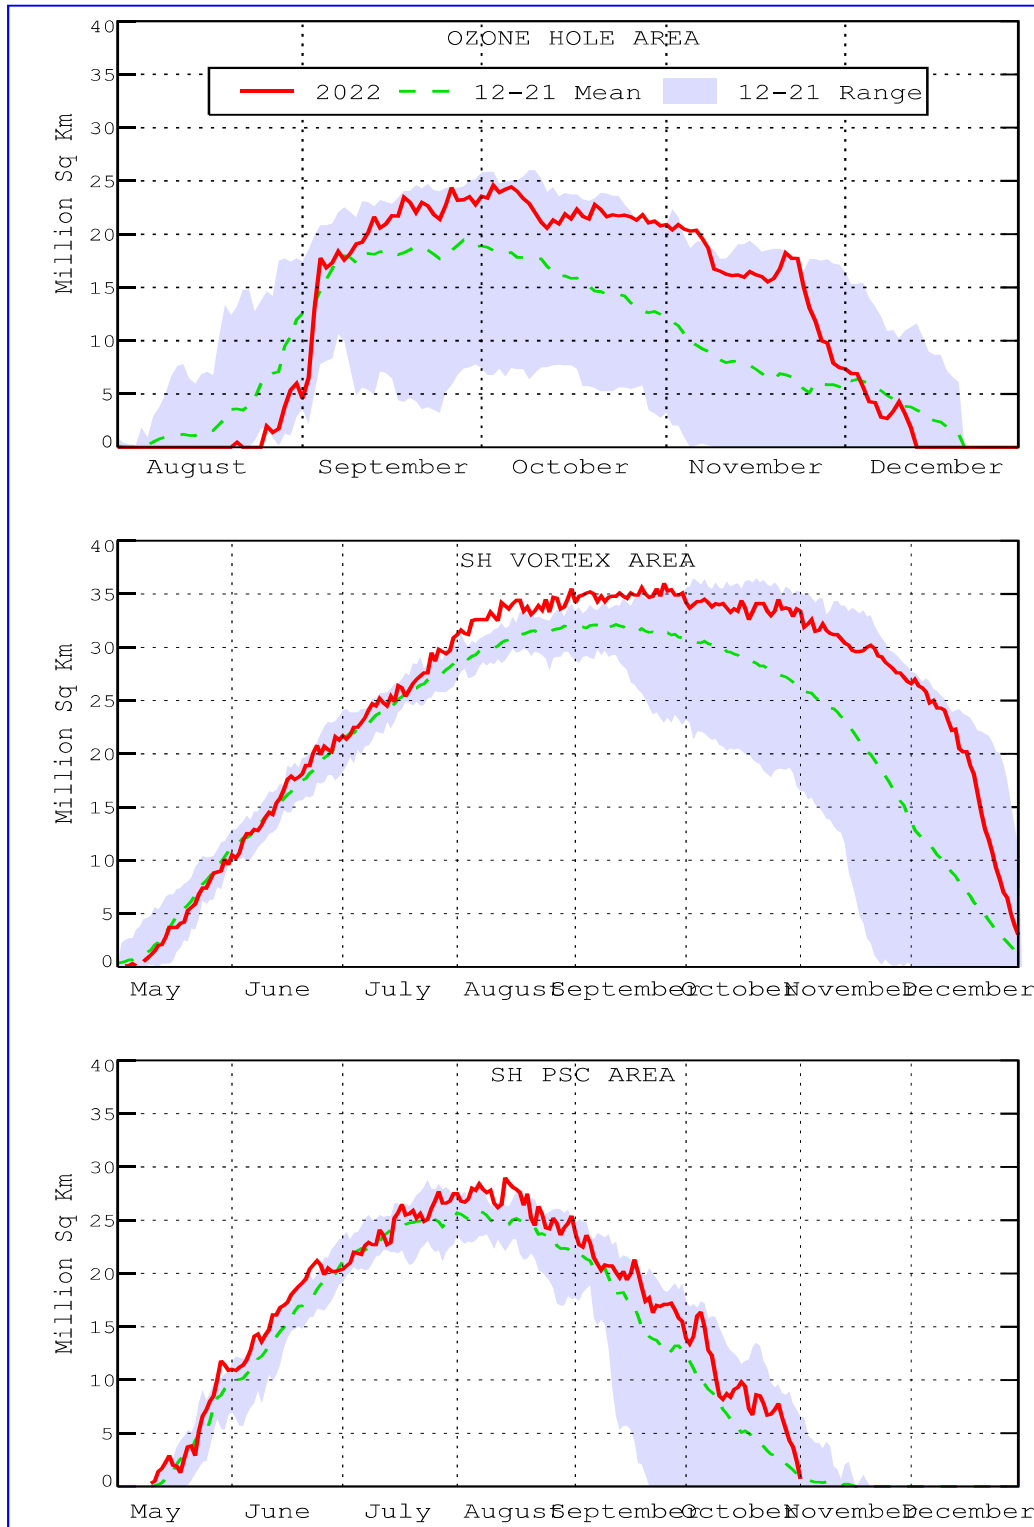 OZONE HOLE AREA
2022 12-21 Mean 12-21 Range
Million Sq Km
40
35
30
25
20
15
10
5
0
August September October November December
SH VORTEX AREA
Million Sq Km
40
35
30
25
20
15
10
5
0
May June July August September October November December
SH PSC AREA
Million Sq Km
40
35
30
25
20
15
10
5
0
May June July August September October November December